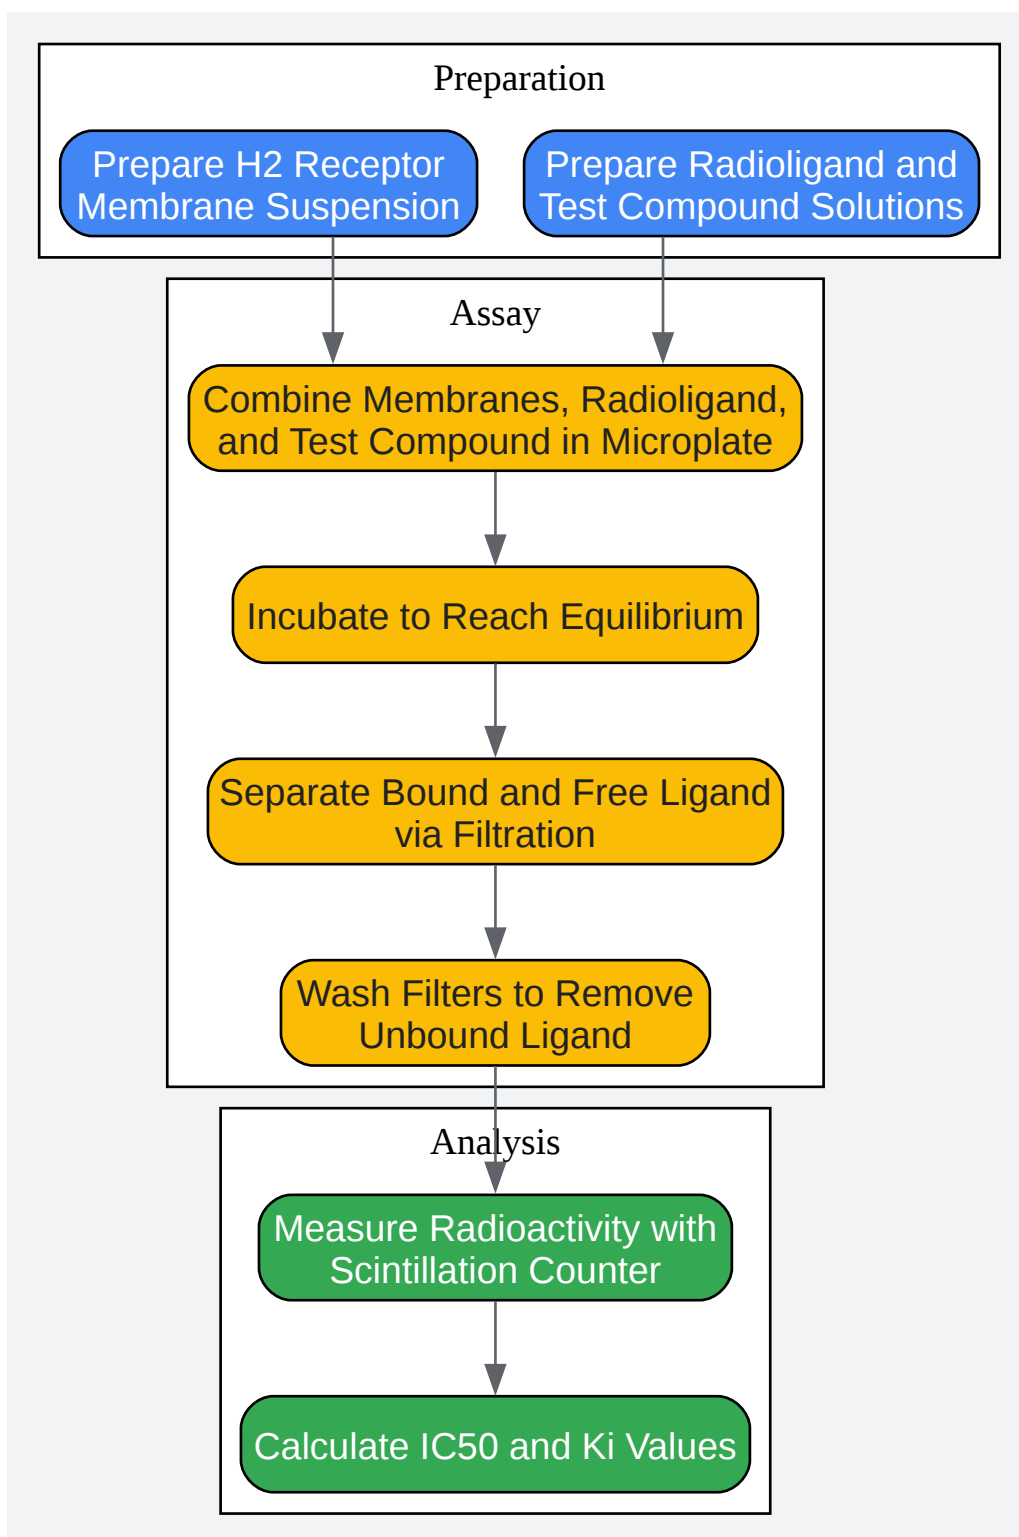 Preparation
Prepare H2 Receptor
Membrane Suspension
Prepare Radioligand and
Test Compound Solutions
Assay
Combine Membranes, Radioligand,
and Test Compound in Microplate
Incubate to Reach Equilibrium
Separate Bound and Free Ligand
via Filtration
Wash Filters to Remove
Unbound Ligand
Analysis
Measure Radioactivity with
Scintillation Counter
Calculate IC50 and Ki Values